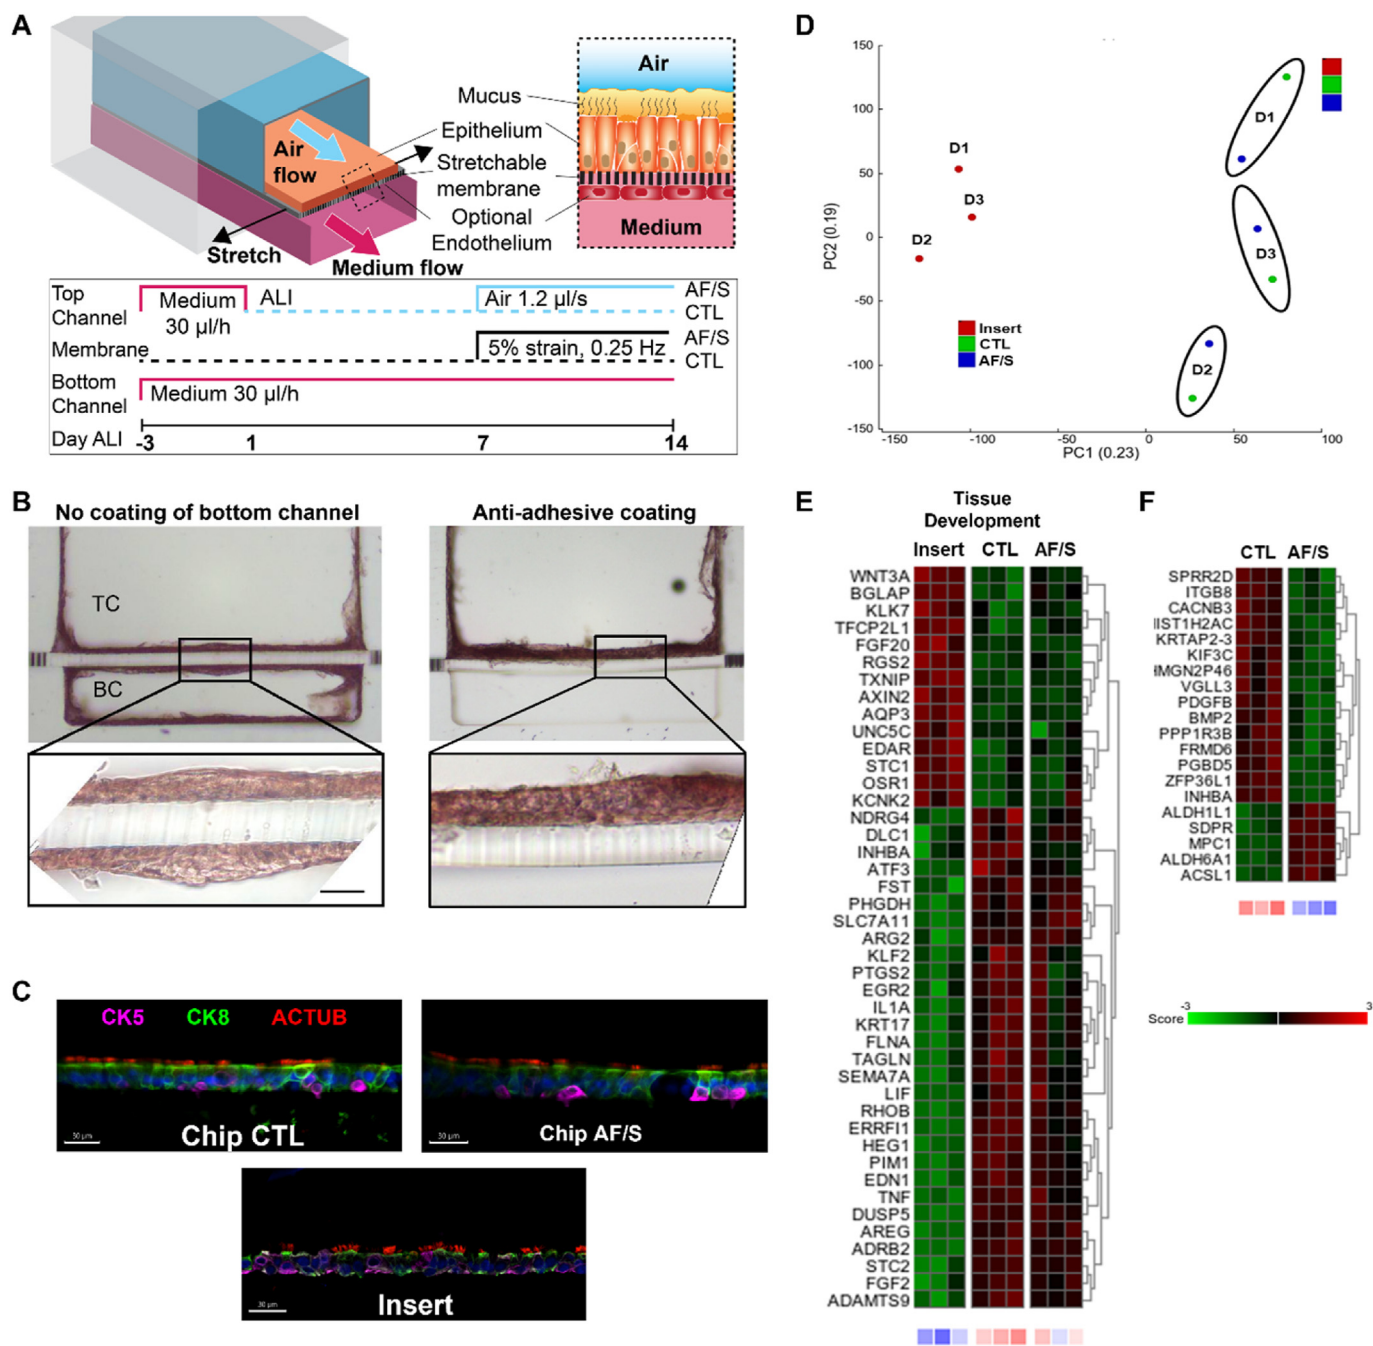 A
Air
Mucus
Epithelium
Stretchable
membrane
Optional
Endothelium
Air
flow
Stretch
Medium flow
Medium
Top
Channel
Medium
30 µl/h
ALI
Air 1.2 µl/s
AF/S
CTL
Membrane
5% strain, 0.25 Hz
AF/S
CTL
Bottom
Channel
Medium 30 µl/h
Day ALI
-3
1
7
14
B
No coating of bottom channel
Anti-adhesive coating
TC
BC
C
CK5
CK8
ACTUB
30 µm
Chip CTL
30 µm
Chip AF/S
30 µm
Insert
D
150
100
50
0
-50
-100
-150
PC2 (0.19)
D1
D3
D2
D1
D3
D2
Insert
CTL
AF/S
-150
-100
-50
0
50
100
PC1 (0.23)
E
Tissue
Development
Insert
CTL
AF/S
WNT3A
BGLAP
KLK7
TFCP2L1
FGF20
RGS2
TXNIP
AXIN2
AQP3
UNC5C
EDAR
STC1
OSR1
KCNK2
NDRG4
DLC1
INHBA
ATF3
FST
PHGDH
SLC7A11
ARG2
KLF2
PTGS2
EGR2
IL1A
KRT17
FLNA
TAGLN
SEMA7A
LIF
RHOB
ERRFI1
HEG1
PIM1
EDN1
TNF
DUSP5
AREG
ADRB2
STC2
FGF2
ADAMTS9
F
CTL
AF/S
SPRR2D
ITGB8
CACNB3
IIST1H2AC
KRTAP2-3
KIF3C
HMGN2P46
VGLL3
PDGFB
BMP2
PPP1R3B
FRMD6
PGBD5
ZFP36L1
INHBA
ALDH1L1
SDPR
MPC1
ALDH6A1
ACSL1
-3
3
Score